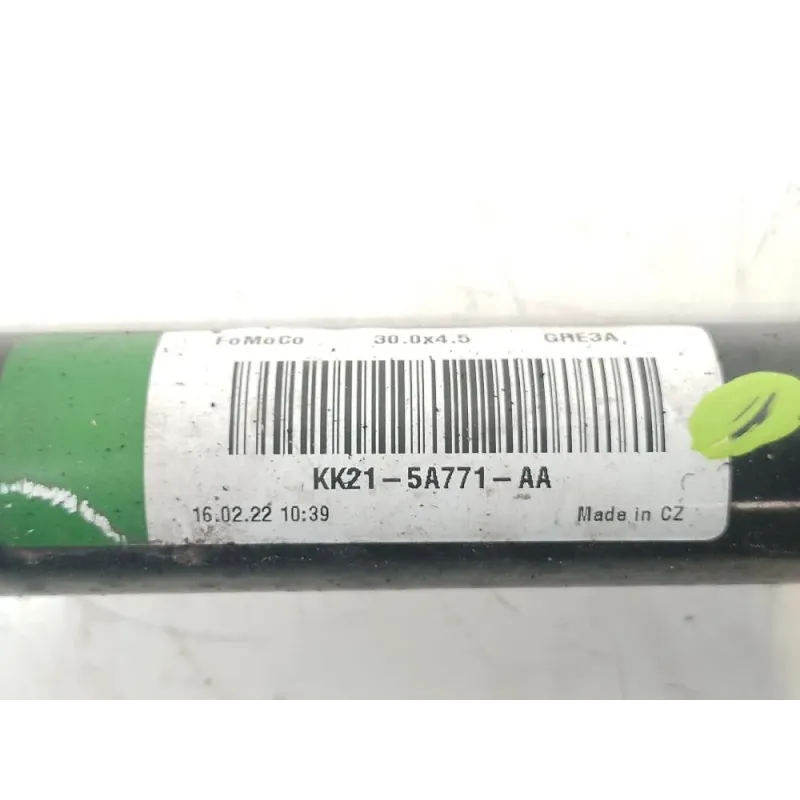 FoMoCo 30.0x4.5 GRE3A
KK21-5A771-AA
16.02.22 10:39 Made in CZ